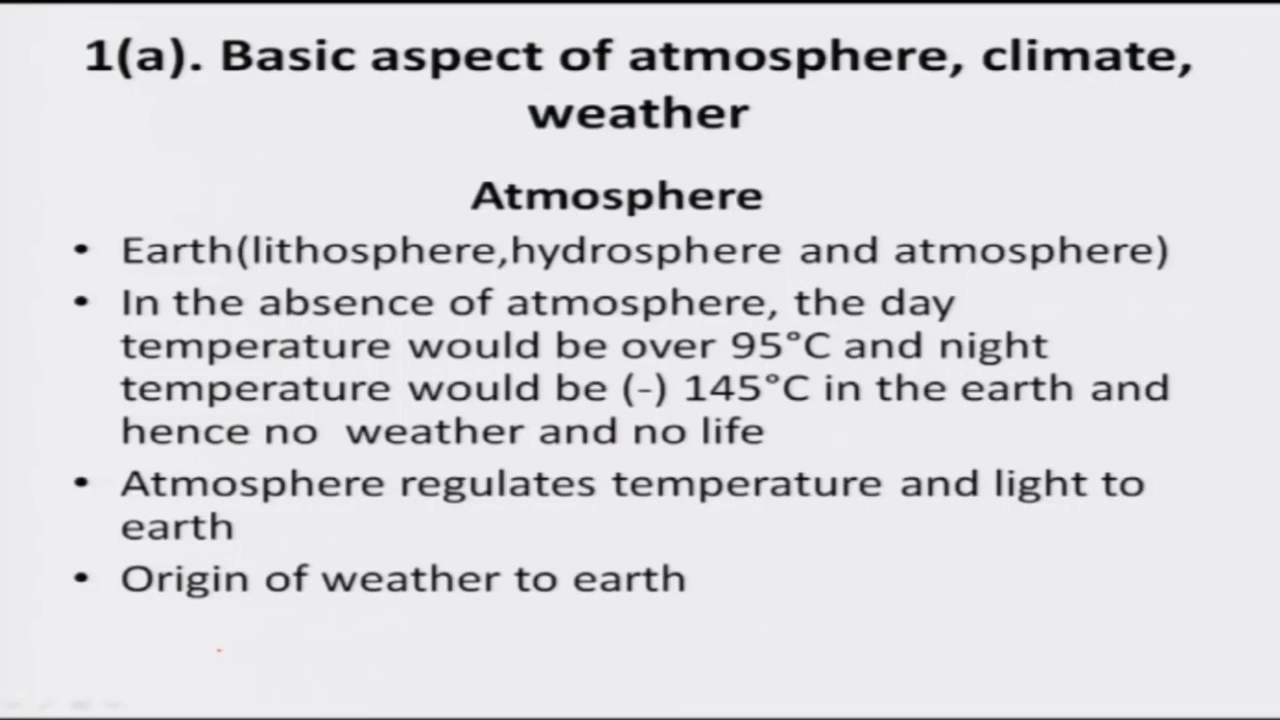 1(a). Basic aspect of atmosphere, climate,
weather
Atmosphere
• Earth(lithosphere,hydrosphere and atmosphere)
• In the absence of atmosphere, the day
temperature would be over 95°C and night
temperature would be (-) 145°C in the earth and
hence no  weather and no life
• Atmosphere regulates temperature and light to
earth
• Origin of weather to earth